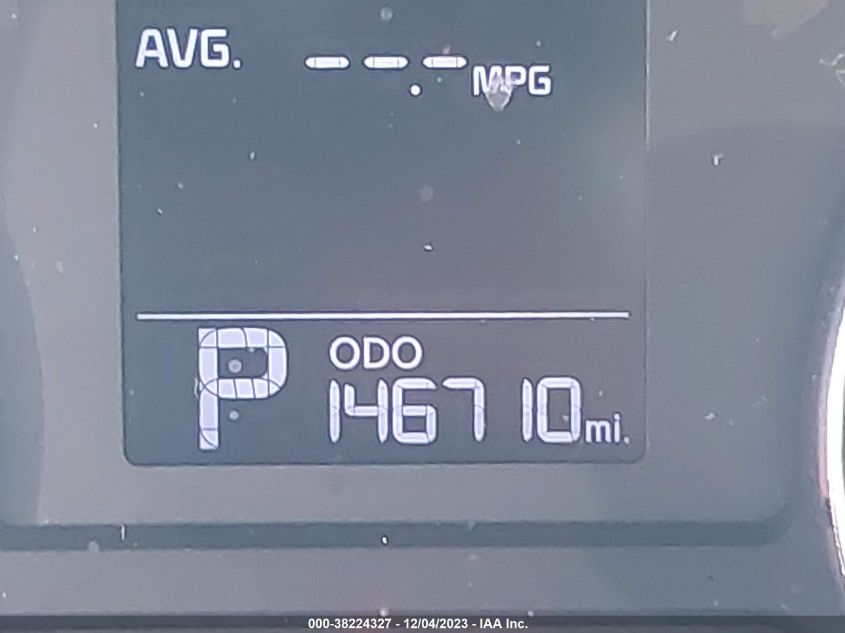 AVG. --.- MPG
P ODO
146710 mi.
000-38224327 - 12/04/2023 - IAA Inc.